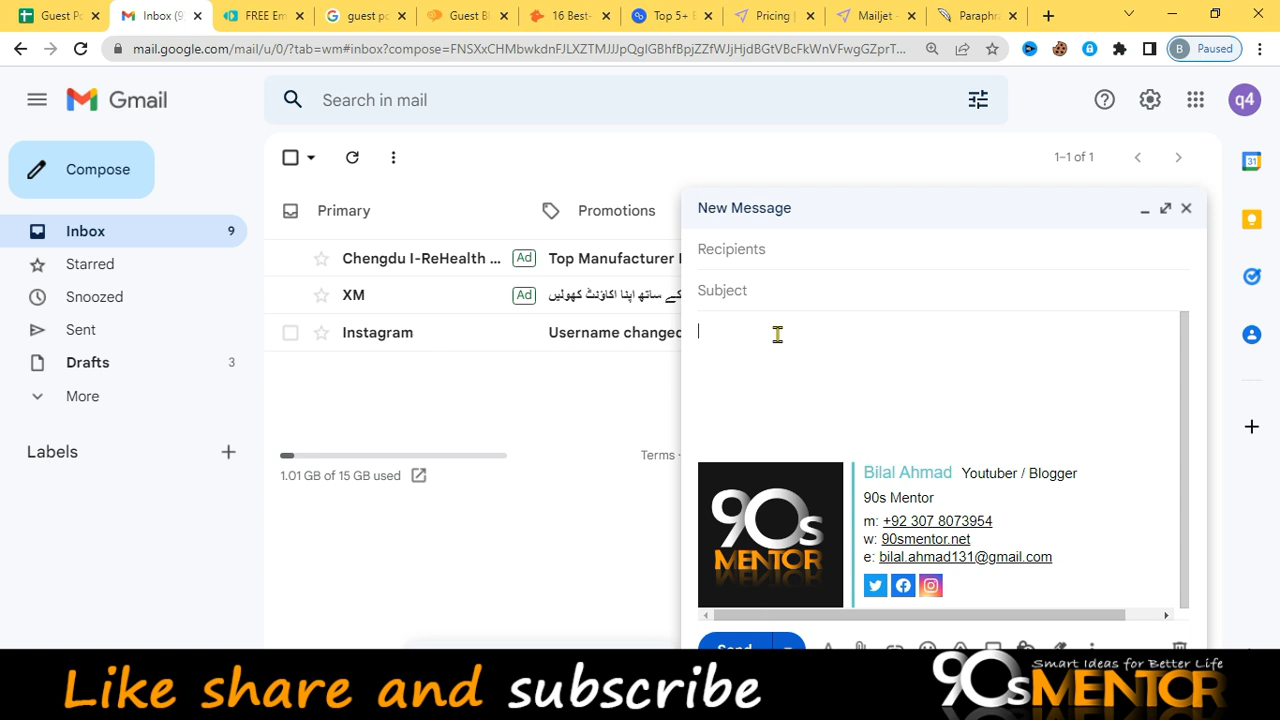 Guest Po
Inbox (9
FREE Em
guest po
Guest Bl
16 Best-
Top 5+ E
Pricing |
Mailjet -
Paraphr
mail.google.com/mail/u/0/?tab=wm#inbox?compose=FNSXxCHMbwkdnFJLXZTMJJJpQgIGBhfBpjZZfWJjHjdBGtVBcFkWnVFwgGZprT...
B Paused
Gmail
Search in mail
q4
Compose
1–1 of 1
Primary
Promotions
New Message
Inbox 9
Recipients
Chengdu I-ReHealth ... Ad Top Manufacturer
Starred
Subject
XM Ad کے ساتھ اپنا اکاؤنٹ کھولیں
Snoozed
Instagram Username changed
Sent
Drafts 3
More
Labels
1.01 GB of 15 GB used
Terms ·
90s
MENTOR
Bilal Ahmad Youtuber / Blogger
90s Mentor
m: +92 307 8073954
w: 90smentor.net
e: bilal.ahmad131@gmail.com
Send
31
Like share and subscribe
Smart Ideas for Better Life
90sMENTOR